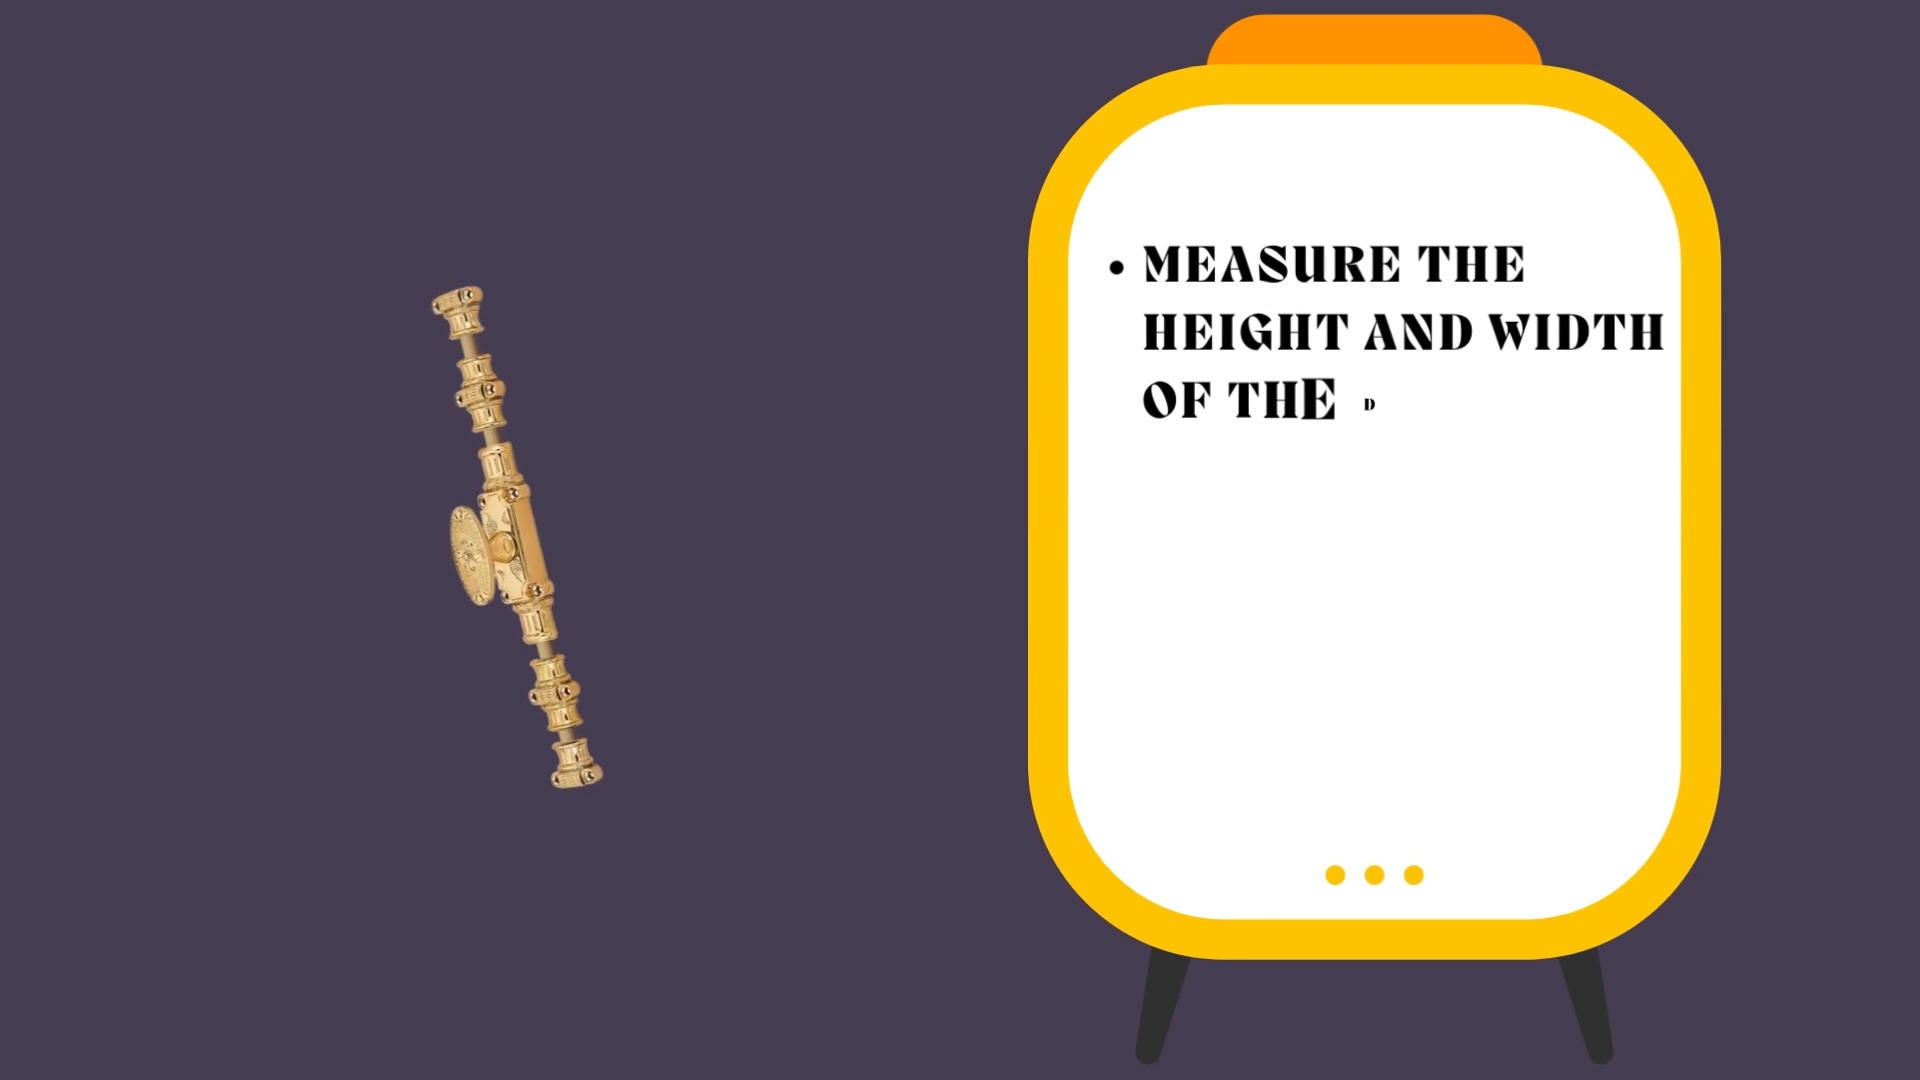 • MEASURE THE
HEIGHT AND WIDTH
OF THE D